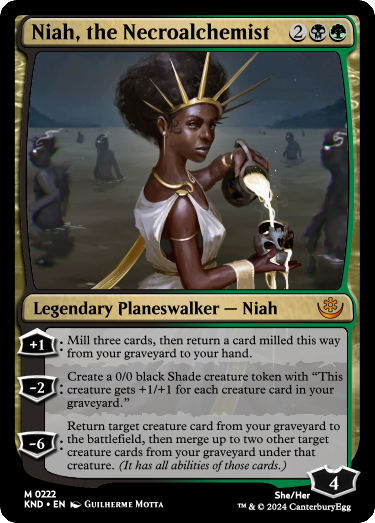 Niah, the Necroalchemist 2
Legendary Planeswalker — Niah
+1: Mill three cards, then return a card milled this way
from your graveyard to your hand.
-2: Create a 0/0 black Shade creature token with “This
creature gets +1/+1 for each creature card in your
graveyard.”
-6: Return target creature card from your graveyard to
the battlefield, then merge up to two other target
creature cards from your graveyard under that
creature. (It has all abilities of those cards.)
4
M 0222 She/Her
KND • EN Guilherme Motta ™ & © 2024 CanterburyEgg